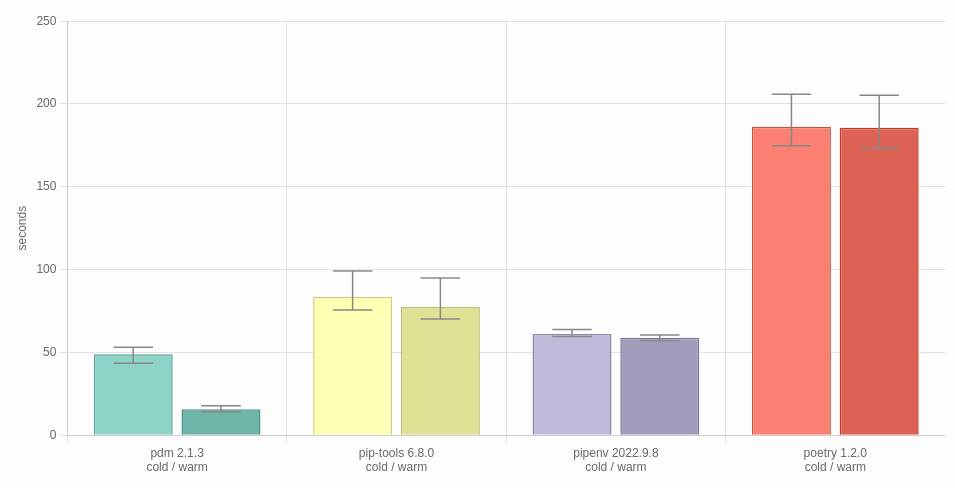 250
200
150
100
50
0
seconds
pdm 2.1.3
cold / warm
pip-tools 6.8.0
cold / warm
pipenv 2022.9.8
cold / warm
poetry 1.2.0
cold / warm